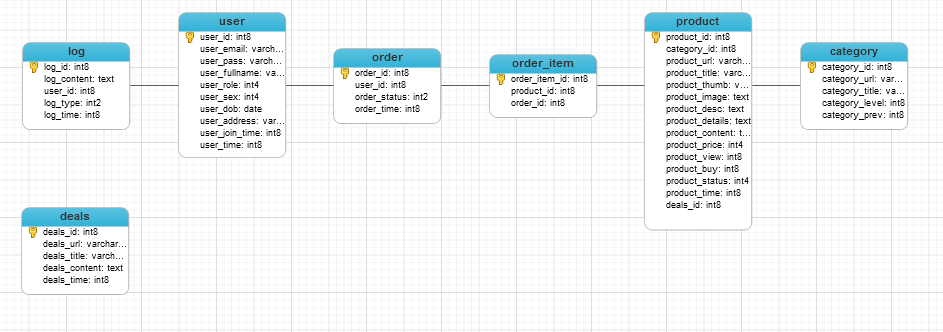 log
log_id: int8
log_content: text
user_id: int8
log_type: int2
log_time: int8
user
user_id: int8
user_email: varch...
user_pass: varch...
user_fullname: va...
user_role: int4
user_sex: int4
user_dob: date
user_address: var...
user_join_time: int8
user_time: int8
order
order_id: int8
user_id: int8
order_status: int2
order_time: int8
order_item
order_item_id: int8
product_id: int8
order_id: int8
product
product_id: int8
category_id: int8
product_url: varch...
product_title: varc...
product_thumb: v...
product_image: text
product_desc: text
product_details: text
product_content: t...
product_price: int4
product_view: int8
product_buy: int8
product_status: int4
product_time: int8
deals_id: int8
category
category_id: int8
category_url: var...
category_title: va...
category_level: int8
category_prev: int8
deals
deals_id: int8
deals_url: varchar...
deals_title: varch...
deals_content: text
deals_time: int8